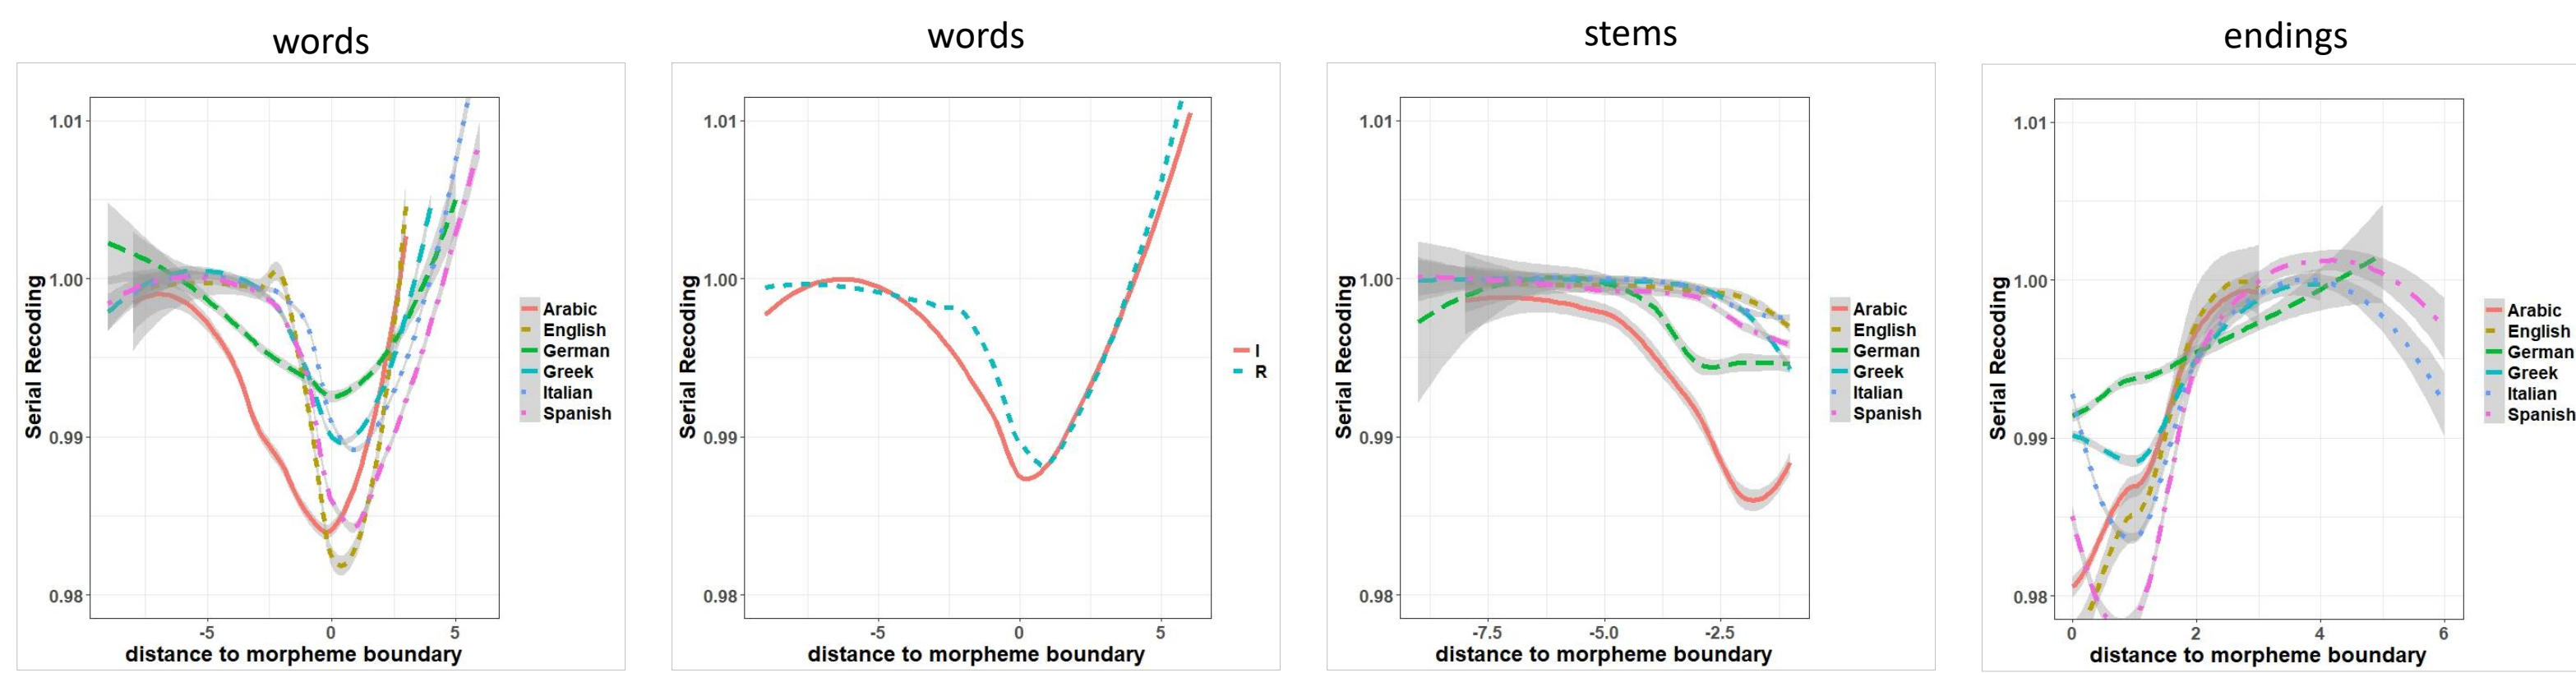 words
1.01
1.00
0.99
0.98
Serial Recoding
-5
0
5
distance to morpheme boundary
Arabic
English
German
Greek
Italian
Spanish
words
1.01
1.00
0.99
0.98
Serial Recoding
-5
0
5
distance to morpheme boundary
I
R
stems
1.01
1.00
0.99
0.98
Serial Recoding
-7.5
-5.0
-2.5
distance to morpheme boundary
Arabic
English
German
Greek
Italian
Spanish
endings
1.01
1.00
0.99
0.98
Serial Recoding
0
2
4
6
distance to morpheme boundary
Arabic
English
German
Greek
Italian
Spanish